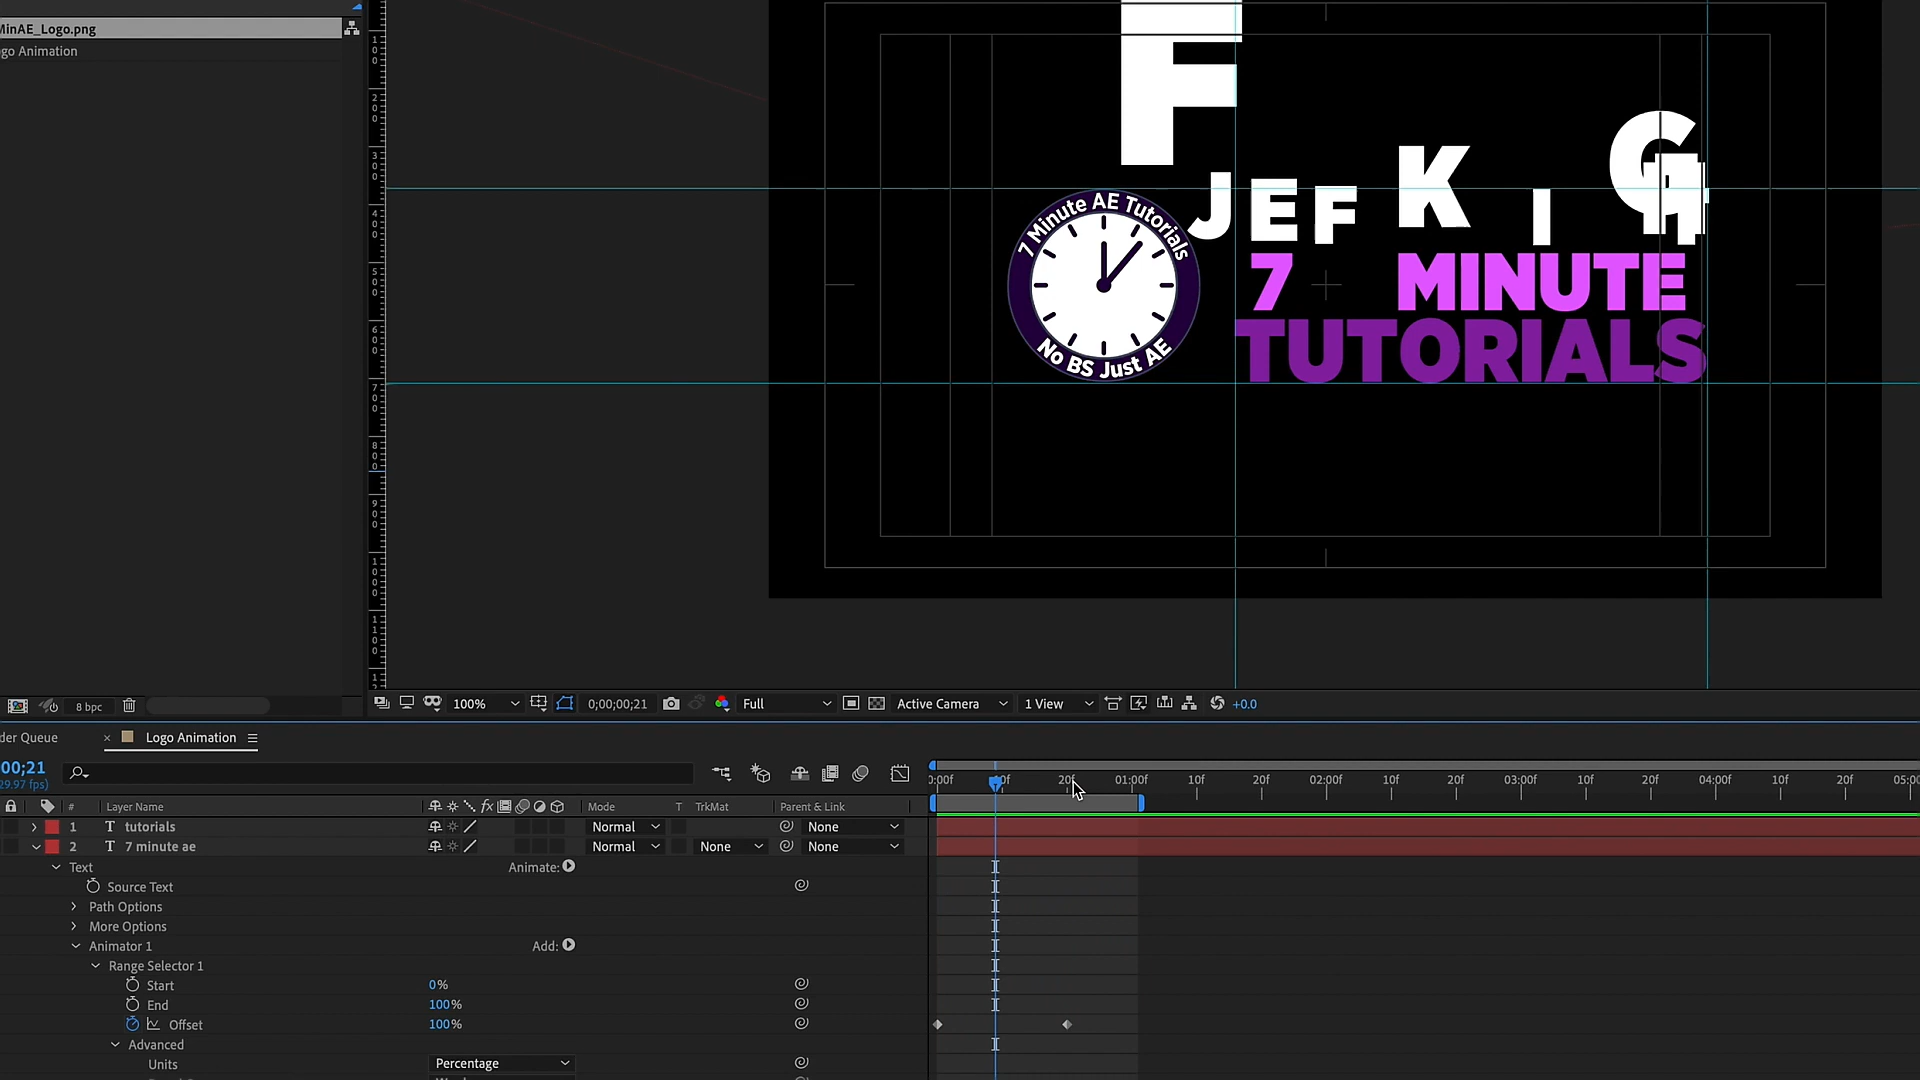 MinAE_Logo.png
go Animation
F
JEF K I G
7 Minute AE Tutorials
7 MINUTE
TUTORIALS
No BS Just AE
8 bpc
100%
0;00;00;21
Full
Active Camera
1 View
+0.0
der Queue
× Logo Animation
00;21
29.97 fps)
0:00f
20f
01:00f
10f
20f
02:00f
10f
20f
03:00f
10f
20f
04:00f
10f
20f
05:00
# Layer Name
Mode
T TrkMat
Parent & Link
1 T tutorials
Normal
None
2 T 7 minute ae
Normal
None
None
Text
Animate:
Source Text
Path Options
More Options
Animator 1
Add:
Range Selector 1
Start
0%
End
100%
Offset
100%
Advanced
Units
Percentage